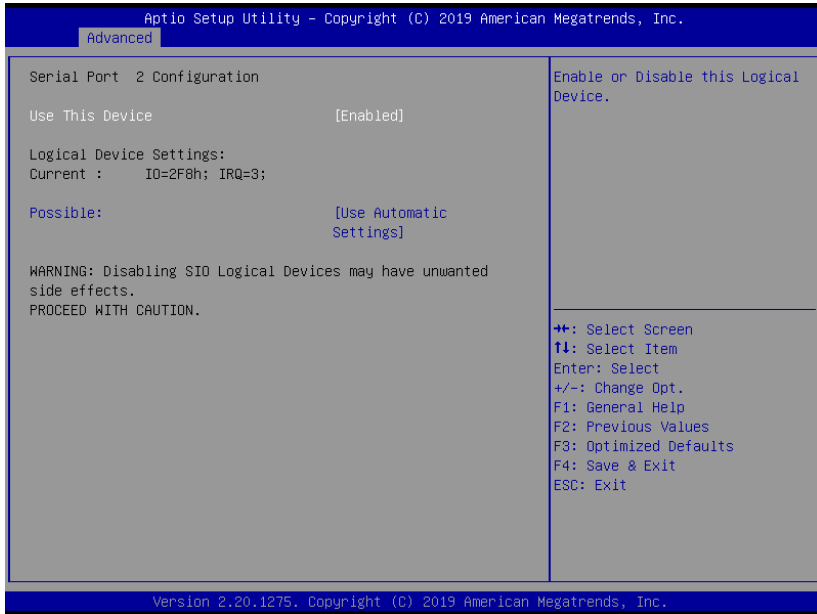 Aptio Setup Utility – Copyright (C) 2019 American Megatrends, Inc.
Advanced
Serial Port 2 Configuration
Use This Device [Enabled]
Logical Device Settings:
Current : IO=2F8h; IRQ=3;
Possible: [Use Automatic
Settings]
WARNING: Disabling SIO Logical Devices may have unwanted
side effects.
PROCEED WITH CAUTION.
Enable or Disable this Logical
Device.
→←: Select Screen
↑↓: Select Item
Enter: Select
+/-: Change Opt.
F1: General Help
F2: Previous Values
F3: Optimized Defaults
F4: Save & Exit
ESC: Exit
Version 2.20.1275. Copyright (C) 2019 American Megatrends, Inc.